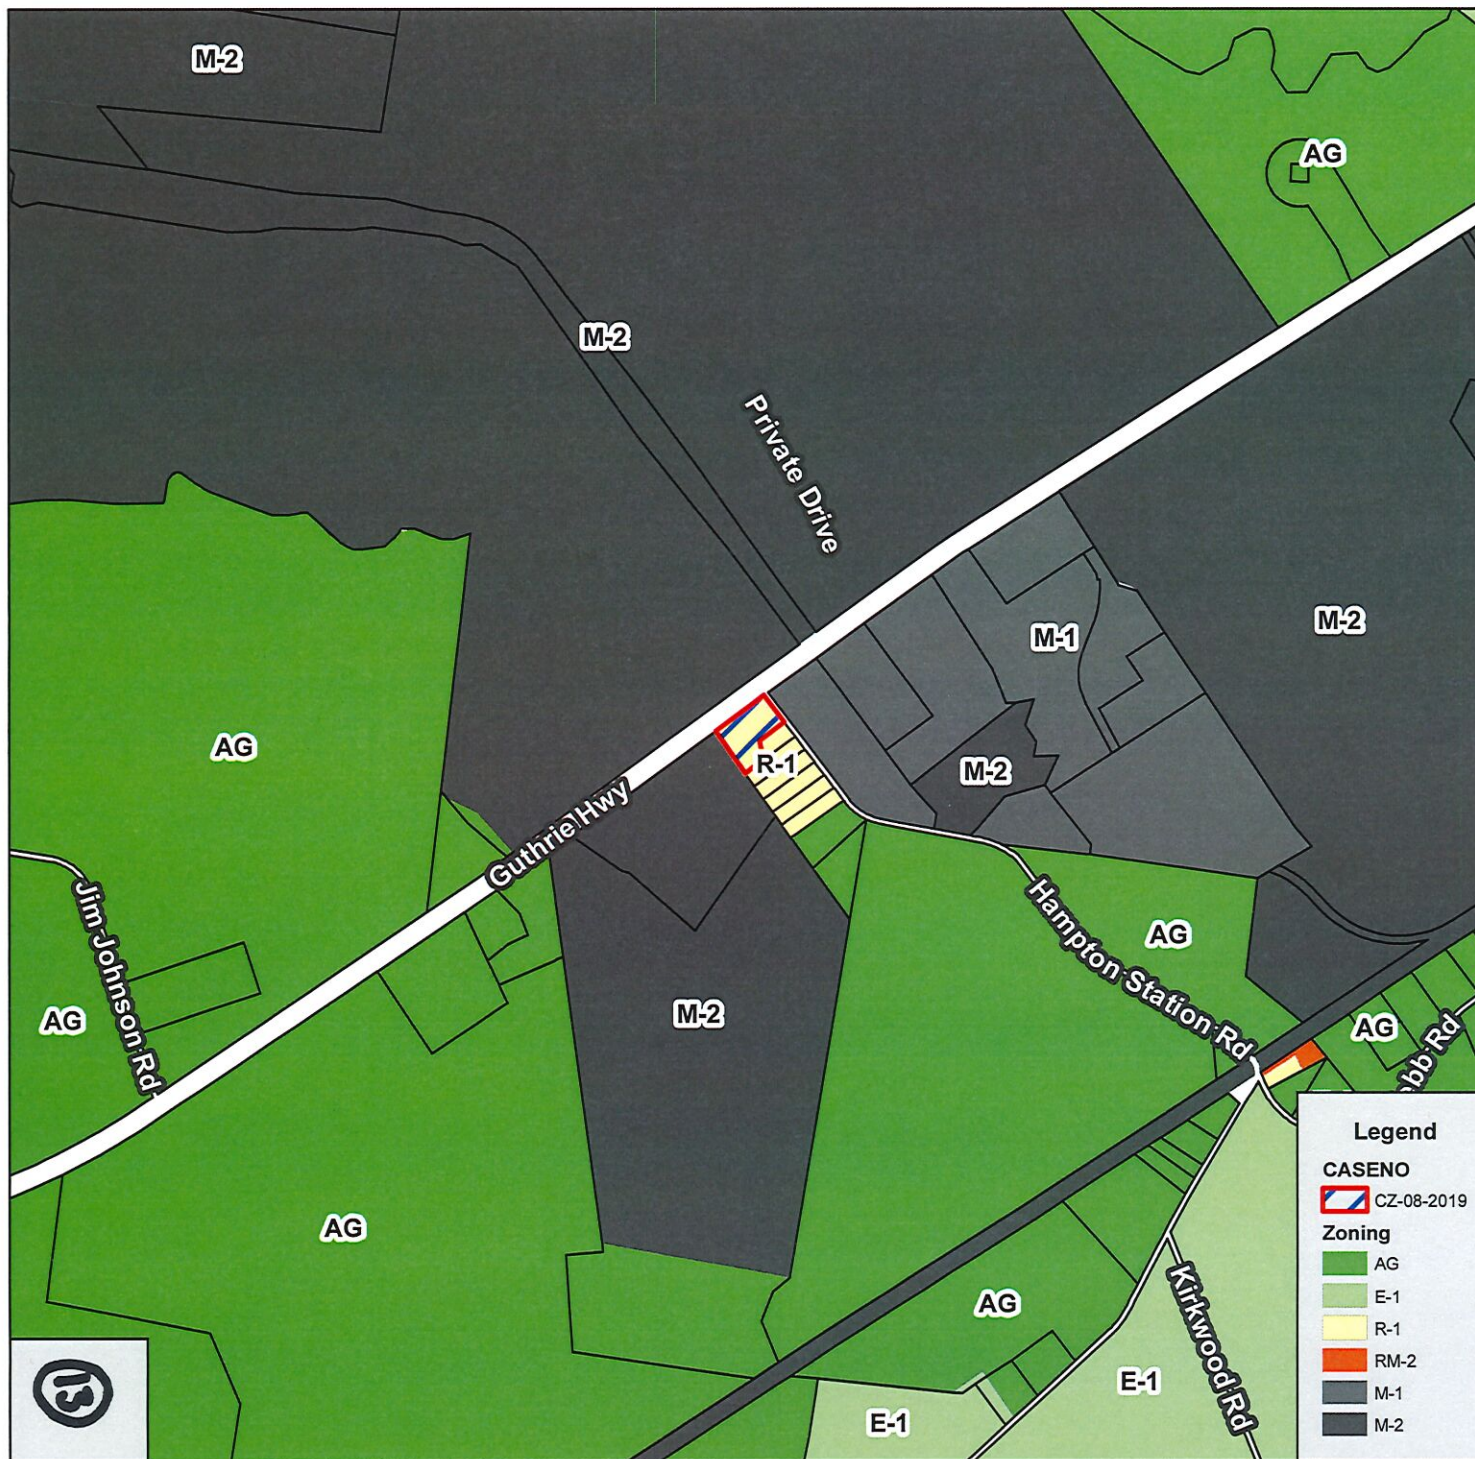 M-2
AG
M-2
Private Drive
M-2
M-1
AG
R-1
M-2
Guthrie Hwy
Jim Johnson Rd
Hampton Station Rd
AG
AG
M-2
AG
AG
AG
E-1
E-1
Kirkwood Rd
Legend
CASENO
CZ-08-2019
Zoning
AG
E-1
R-1
RM-2
M-1
M-2
13